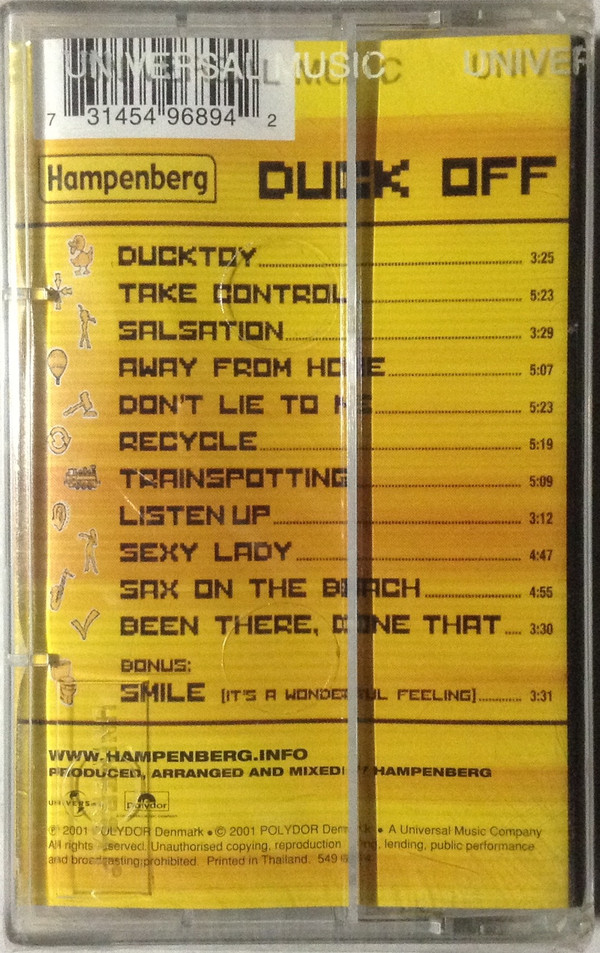 UNIVERSAL MUSIC UNIVER
7 31454 96894 2
Hampenberg DUCK OFF
DUCKTOY 3:25
TAKE CONTROL 5:23
SALSATION 3:29
AWAY FROM HOME 5:07
DON'T LIE TO ME 5:23
RECYCLE 5:19
TRAINSPOTTING 5:09
LISTEN UP 3:12
SEXY LADY 4:47
SAX ON THE BEACH 4:55
BEEN THERE, DONE THAT 3:30
BONUS:
SMILE [IT'S A WONDERFUL FEELING] 3:31
WWW.HAMPENBERG.INFO
PRODUCED, ARRANGED AND MIXED BY HAMPENBERG
UNIVERSAL Polydor
℗ 2001 POLYDOR Denmark • © 2001 POLYDOR Denmark • A Universal Music Company
All rights reserved. Unauthorised copying, reproduction lending, public performance
and broadcasting prohibited. Printed in Thailand. 549